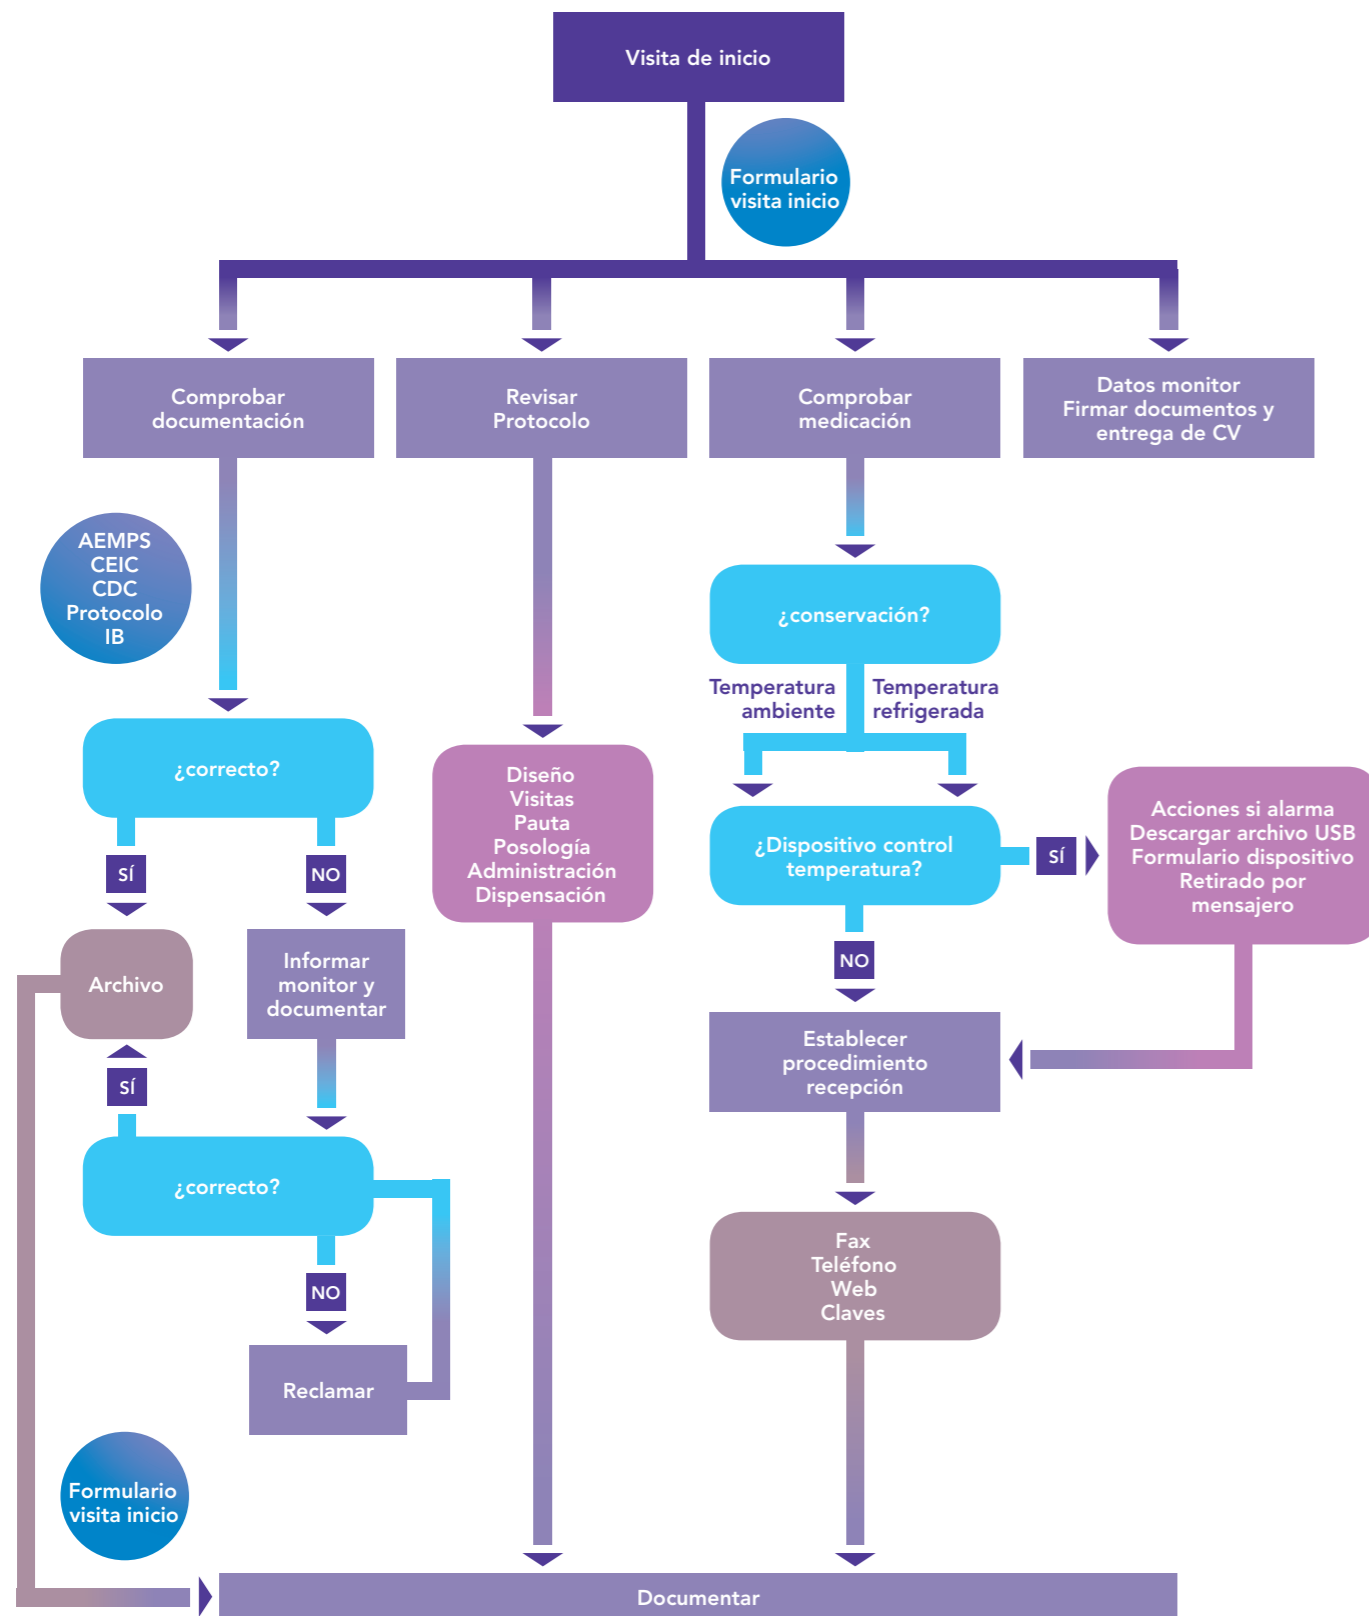 Visita de inicio
Formulario
visita inicio
Comprobar
documentación
Revisar
Protocolo
Comprobar
medicación
Datos monitor
Firmar documentos y
entrega de CV
AEMPS
CEIC
CDC
Protocolo
IB
¿conservación?
Temperatura
ambiente
Temperatura
refrigerada
¿correcto?
Diseño
Visitas
Pauta
Posología
Administración
Dispensación
¿Dispositivo control
temperatura?
SÍ
Acciones si alarma
Descargar archivo USB
Formulario dispositivo
Retirado por
mensajero
SÍ
NO
Archivo
Informar
monitor y
documentar
NO
Establecer
procedimiento
recepción
SÍ
¿correcto?
NO
Fax
Teléfono
Web
Claves
Reclamar
Formulario
visita inicio
Documentar